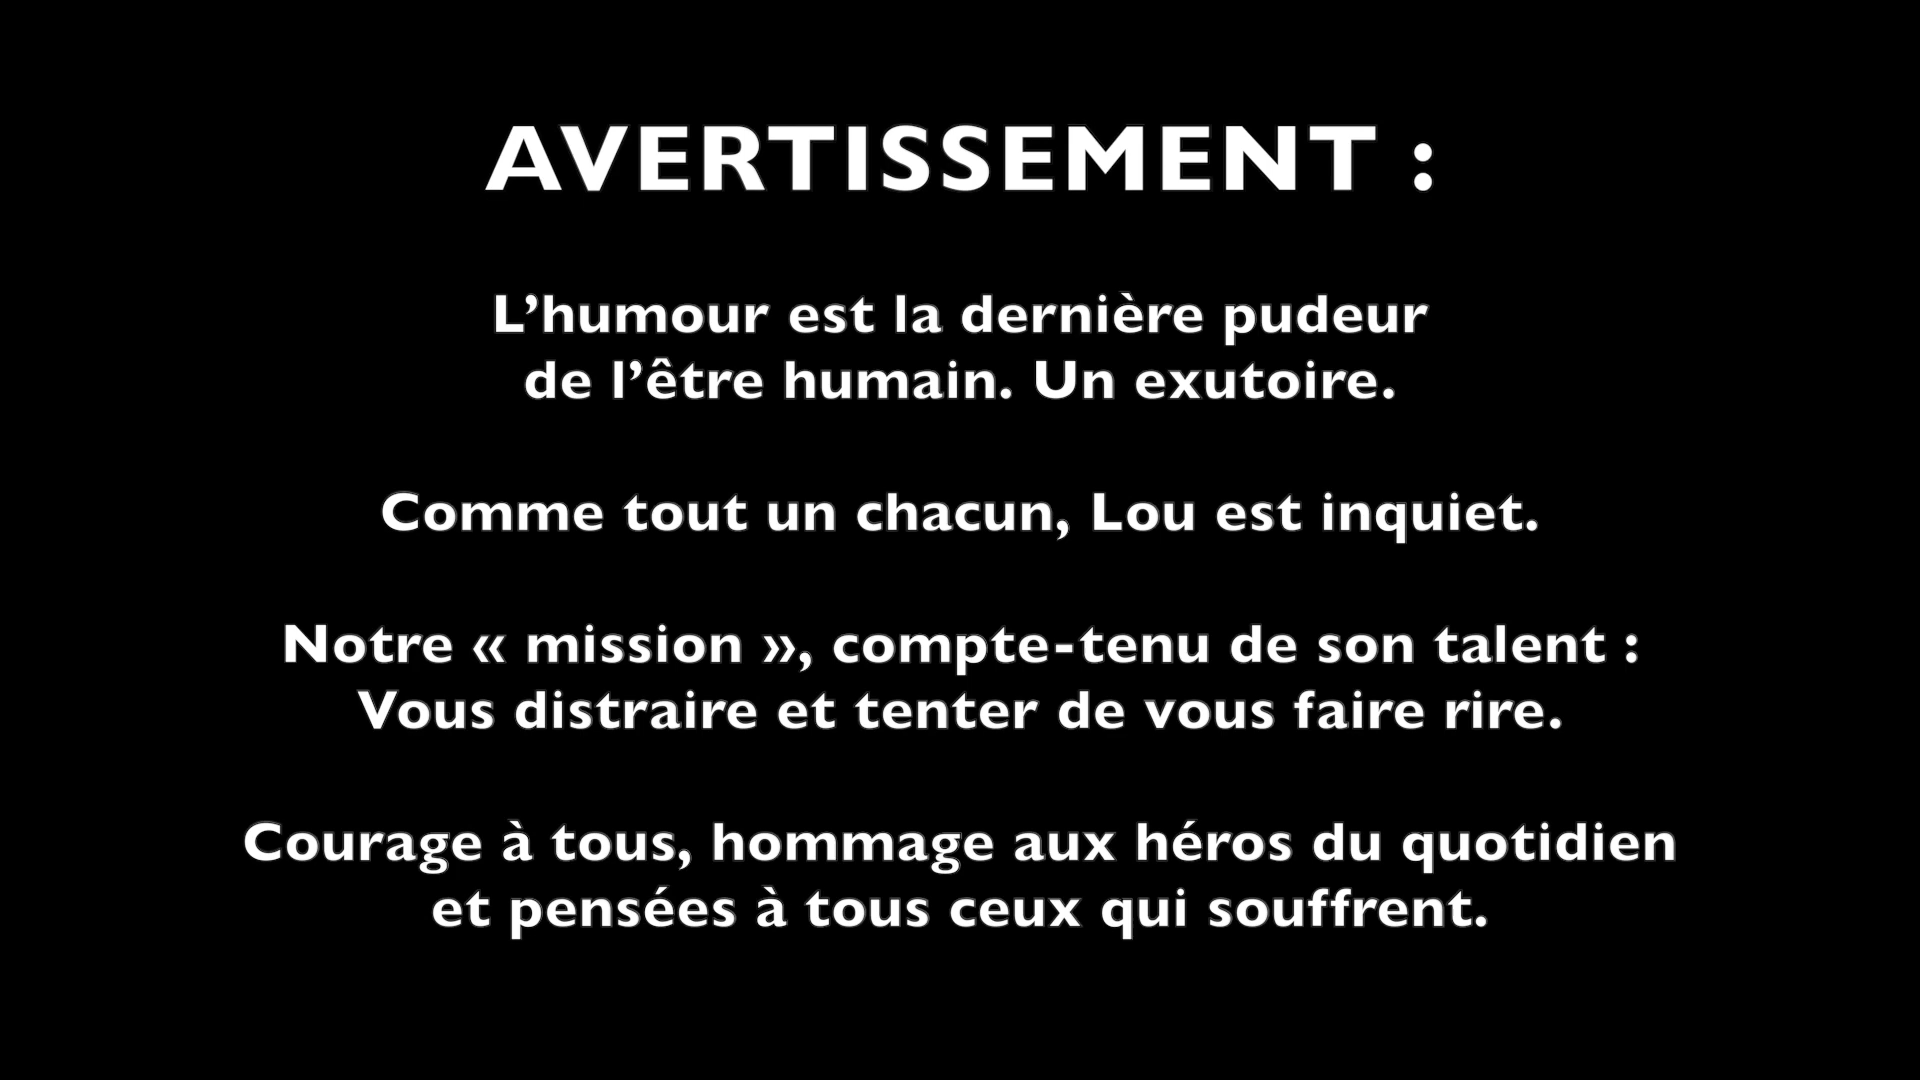 AVERTISSEMENT :
L’humour est la dernière pudeur
de l’être humain. Un exutoire.
Comme tout un chacun, Lou est inquiet.
Notre « mission », compte-tenu de son talent :
Vous distraire et tenter de vous faire rire.
Courage à tous, hommage aux héros du quotidien
et pensées à tous ceux qui souffrent.